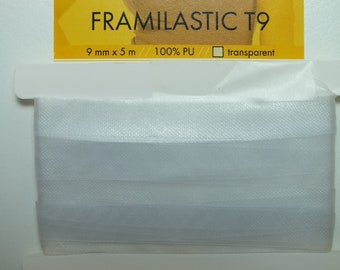 FRAMILASTIC T9
9 mm x 5 m / 100% PU transparent